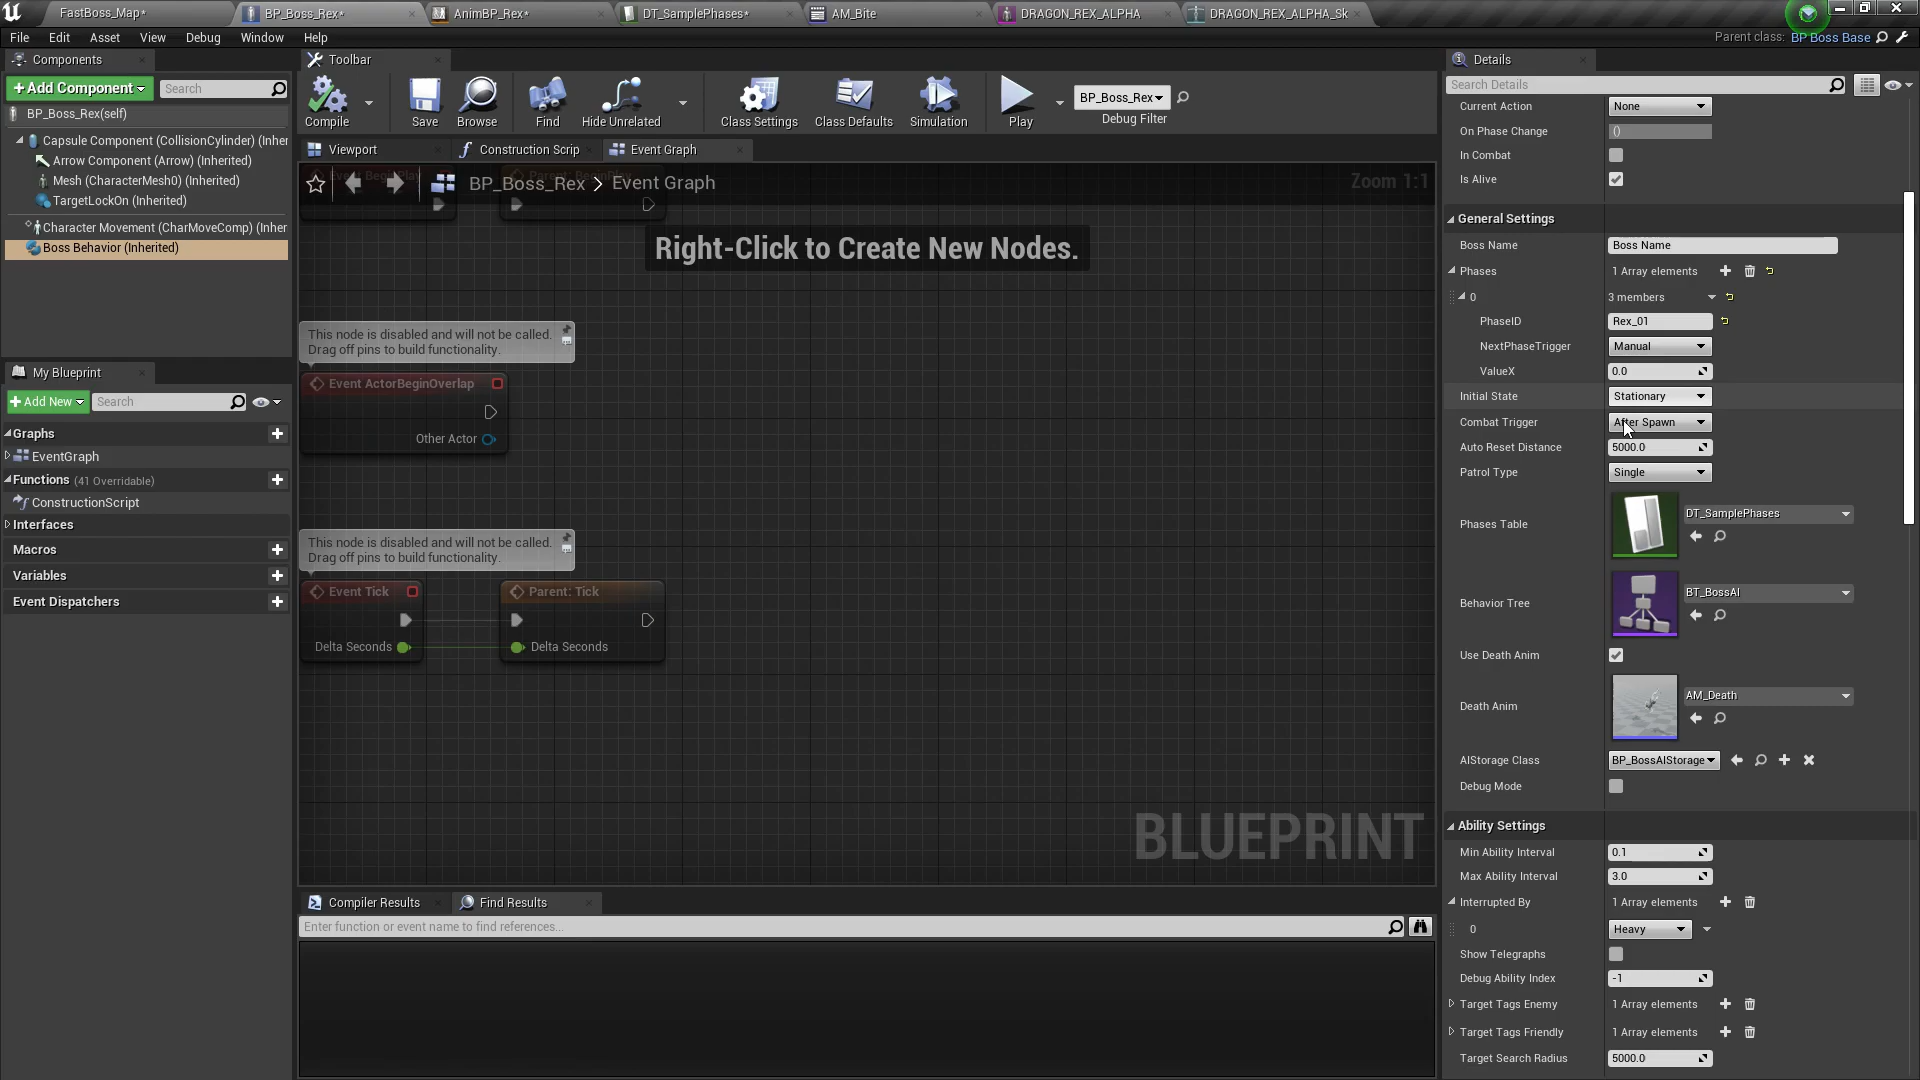 FastBoss_Map*
BP_Boss_Rex*
AnimBP_Rex*
DT_SamplePhases*
AM_Bite
DRAGON_REX_ALPHA
DRAGON_REX_ALPHA_Sk
File Edit Asset View Debug Window Help
Parent class: BP Boss Base
Components
Add Component
Search
BP_Boss_Rex(self)
Capsule Component (CollisionCylinder) (Inher
Arrow Component (Arrow) (Inherited)
Mesh (CharacterMesh0) (Inherited)
TargetLockOn (Inherited)
Character Movement (CharMoveComp) (Inher
Boss Behavior (Inherited)
My Blueprint
Add New
Search
Graphs
EventGraph
Functions (41 Overridable)
ConstructionScript
Interfaces
Macros
Variables
Event Dispatchers
Toolbar
Compile
Save
Browse
Find
Hide Unrelated
Class Settings
Class Defaults
Simulation
Play
BP_Boss_Rex
Debug Filter
Viewport
Construction Scrip
Event Graph
Event BeginPlay
Parent: BeginPlay
BP_Boss_Rex > Event Graph
Zoom 1:1
Right-Click to Create New Nodes.
This node is disabled and will not be called.
Drag off pins to build functionality.
Event ActorBeginOverlap
Other Actor
This node is disabled and will not be called.
Drag off pins to build functionality.
Event Tick
Delta Seconds
Parent: Tick
Delta Seconds
BLUEPRINT
Compiler Results
Find Results
Enter function or event name to find references...
Details
Search Details
Current Action None
On Phase Change ()
In Combat
Is Alive
General Settings
Boss Name Boss Name
Phases 1 Array elements
0 3 members
PhaseID Rex_01
NextPhaseTrigger Manual
ValueX 0.0
Initial State Stationary
Combat Trigger After Spawn
Auto Reset Distance 5000.0
Patrol Type Single
Phases Table DT_SamplePhases
Behavior Tree BT_BossAI
Use Death Anim
Death Anim AM_Death
AIStorage Class BP_BossAIStorage
Debug Mode
Ability Settings
Min Ability Interval 0.1
Max Ability Interval 3.0
Interrupted By 1 Array elements
0 Heavy
Show Telegraphs
Debug Ability Index -1
Target Tags Enemy 1 Array elements
Target Tags Friendly 1 Array elements
Target Search Radius 5000.0